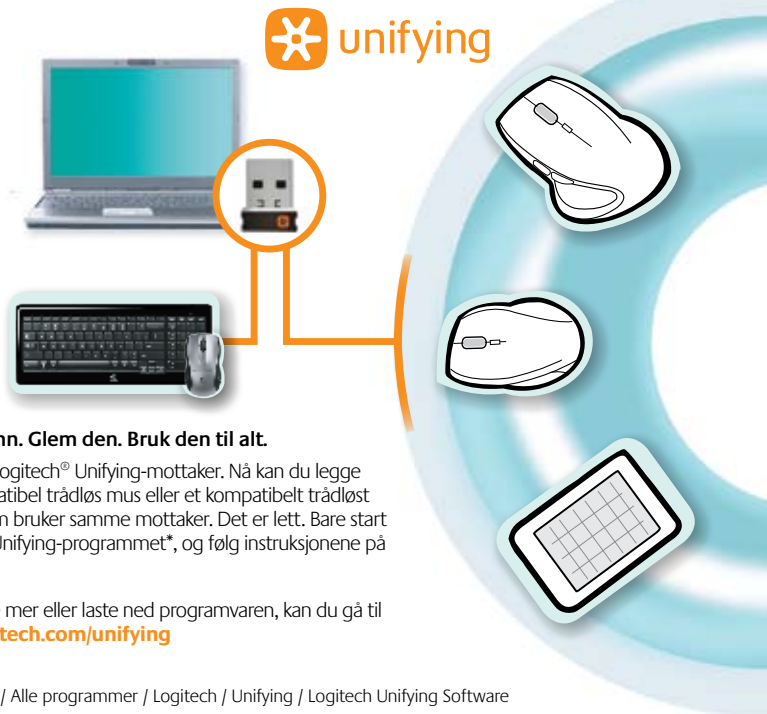 unifying
nn. Glem den. Bruk den til alt.
ogitech® Unifying-mottaker. Nå kan du legge
atibel trådløs mus eller et kompatibelt trådløst
m bruker samme mottaker. Det er lett. Bare start
Unifying-programmet*, og følg instruksjonene på
mer eller laste ned programvaren, kan du gå til
tech.com/unifying
/ Alle programmer / Logitech / Unifying / Logitech Unifying Software